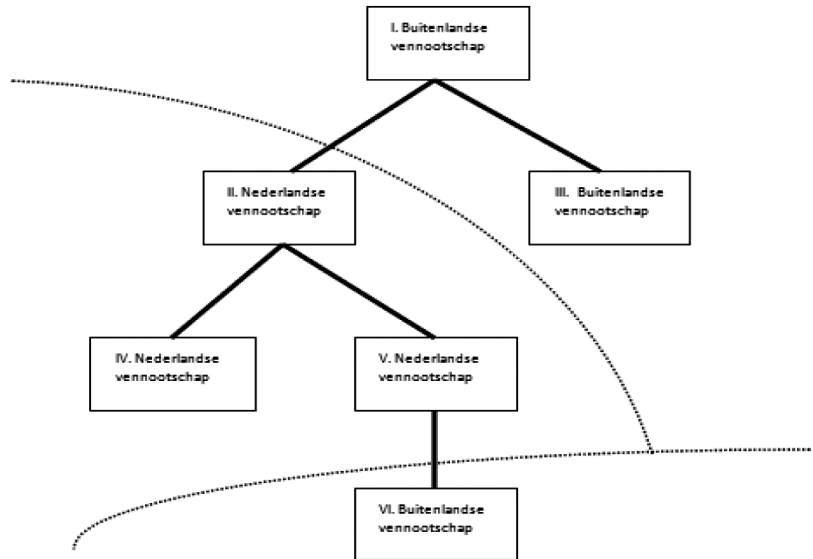 I. Buitenlandse
vennootschap
II. Nederlandse
vennootschap
III. Buitenlandse
vennootschap
IV. Nederlandse
vennootschap
V. Nederlandse
vennootschap
VI. Buitenlandse
vennootschap